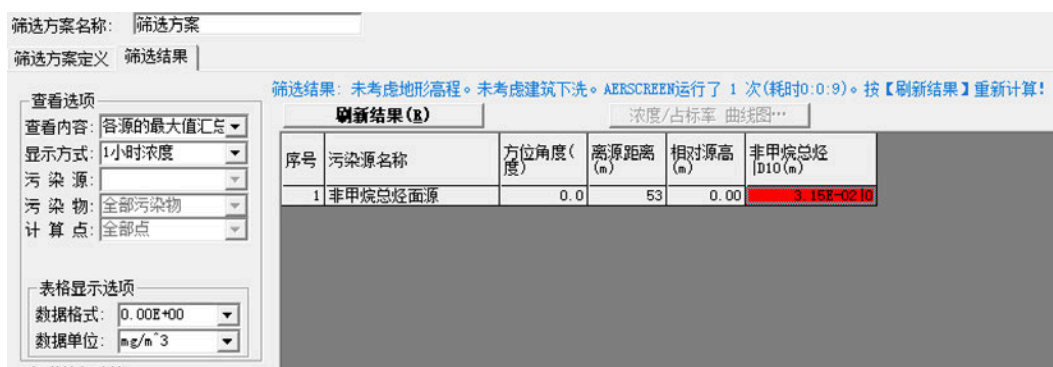 筛选方案名称: 筛选方案
筛选方案定义 筛选结果
筛选结果: 未考虑地形高程。未考虑建筑下洗。AERSCREEN运行了 1 次(耗时0:0:9)。按【刷新结果】重新计算!
查看选项
刷新结果(R) 浓度/占标率 曲线图…
查看内容: 各源的最大值汇总
显示方式: 1小时浓度
污 染 源:
污 染 物: 全部污染物
计 算 点: 全部点
序号 污染源名称 方位角度(度) 离源距离(m) 相对源高(m) 非甲烷总烃|D10(m)
1 非甲烷总烃面源 0.0 53 0.00 3.15E-02|0
表格显示选项
数据格式: 0.00E+00
数据单位: mg/m^3